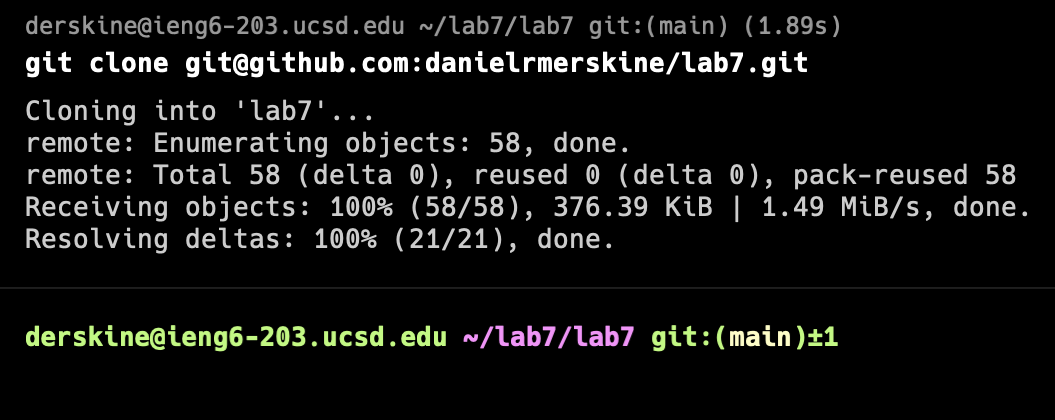 derskine@ieng6-203.ucsd.edu ~/lab7/lab7 git:(main) (1.89s)
git clone git@github.com:danielrmerskine/lab7.git
Cloning into 'lab7'...
remote: Enumerating objects: 58, done.
remote: Total 58 (delta 0), reused 0 (delta 0), pack-reused 58
Receiving objects: 100% (58/58), 376.39 KiB | 1.49 MiB/s, done.
Resolving deltas: 100% (21/21), done.
derskine@ieng6-203.ucsd.edu ~/lab7/lab7 git:(main)±1